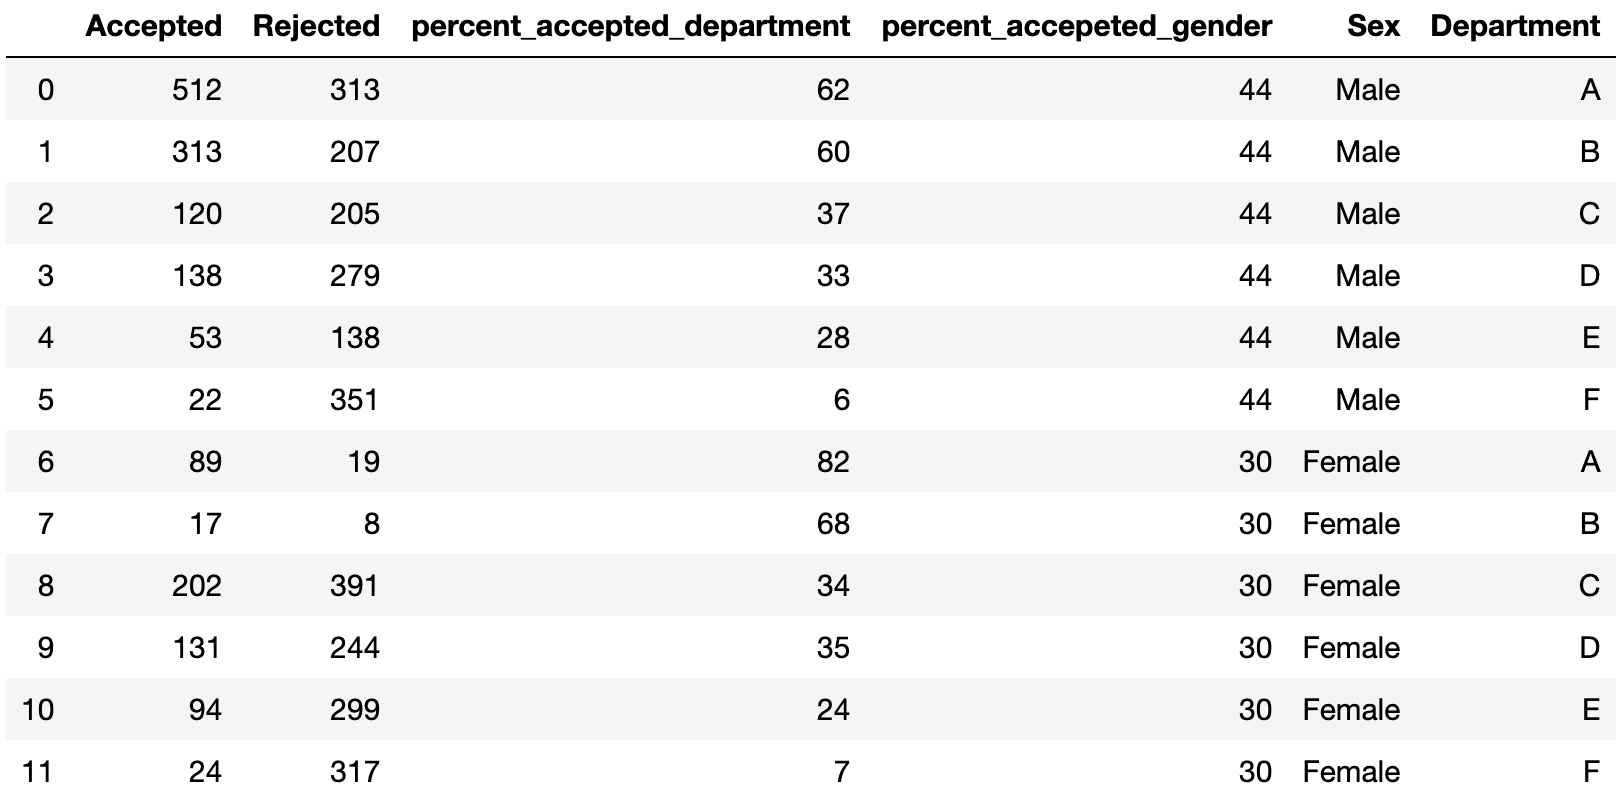 Accepted Rejected percent_accepted_department percent_accepeted_gender Sex Department
0 512 313 62 44 Male A
1 313 207 60 44 Male B
2 120 205 37 44 Male C
3 138 279 33 44 Male D
4 53 138 28 44 Male E
5 22 351 6 44 Male F
6 89 19 82 30 Female A
7 17 8 68 30 Female B
8 202 391 34 30 Female C
9 131 244 35 30 Female D
10 94 299 24 30 Female E
11 24 317 7 30 Female F